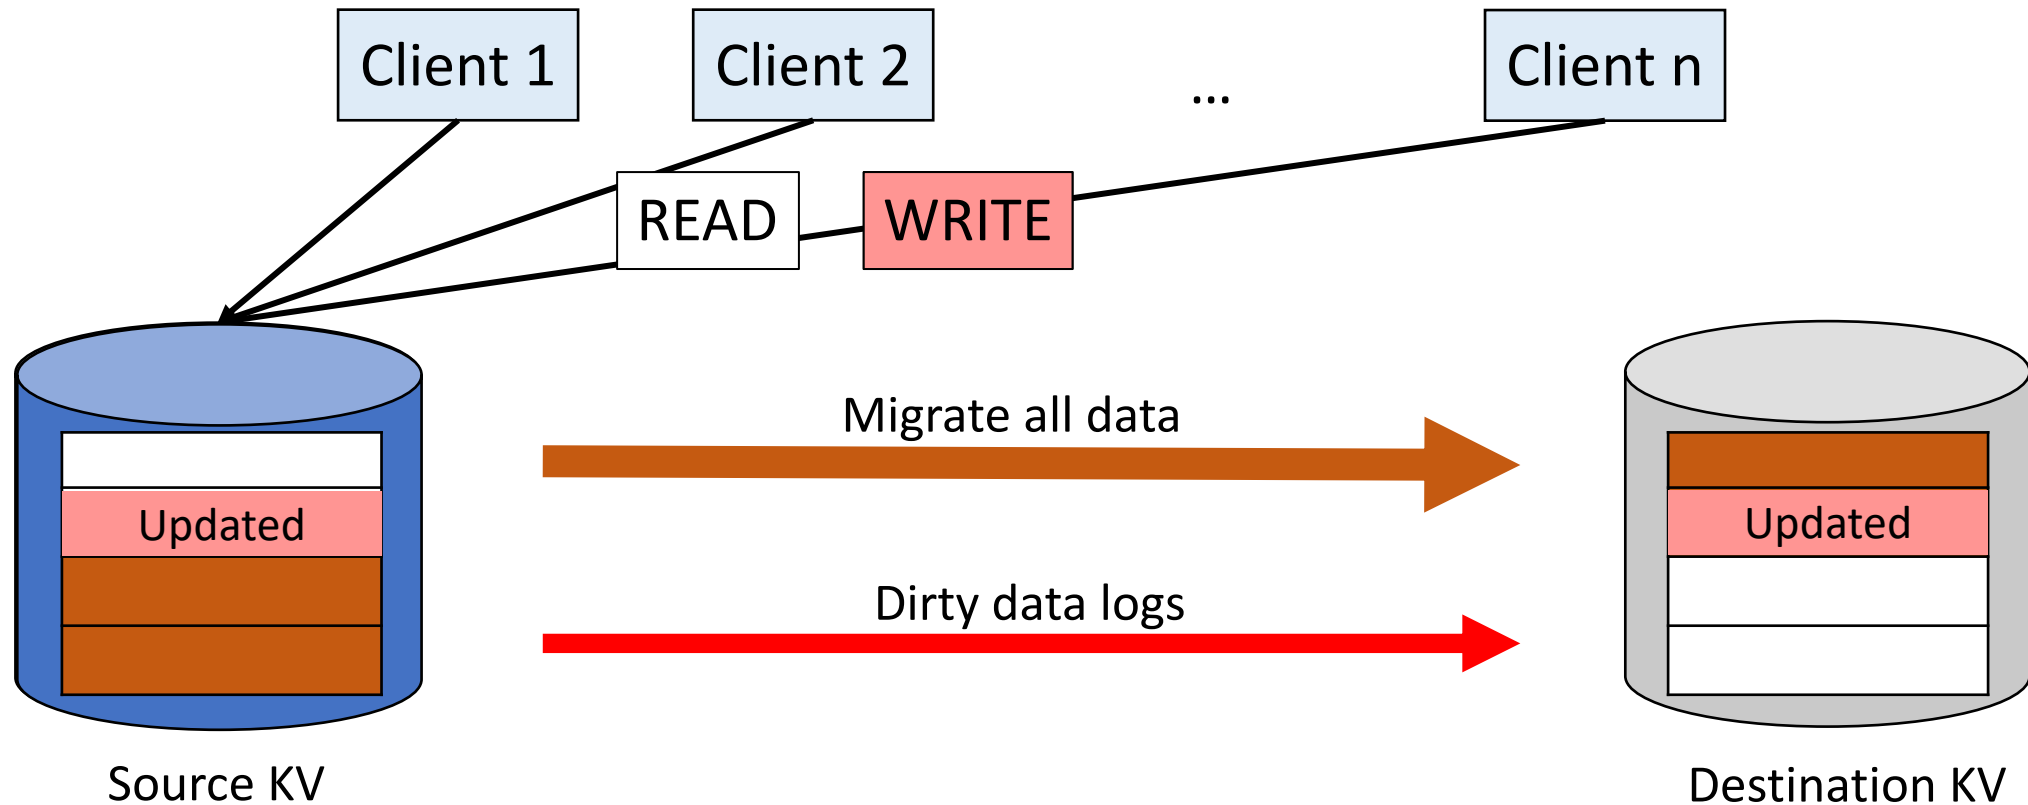 Client 1
Client 2
...
Client n
READ
WRITE
Migrate all data
Updated
Updated
Dirty data logs
Source KV
Destination KV